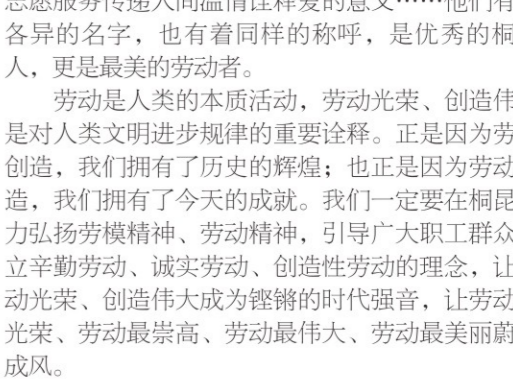 志愿服务传递人间温情诠释爱的意义……他们有
各异的名字，也有着同样的称呼，是优秀的桐
人，更是最美的劳动者。
劳动是人类的本质活动，劳动光荣、创造伟
是对人类文明进步规律的重要诠释。正是因为劳
创造，我们拥有了历史的辉煌；也正是因为劳动
造，我们拥有了今天的成就。我们一定要在桐昆
力弘扬劳模精神、劳动精神，引导广大职工群众
立辛勤劳动、诚实劳动、创造性劳动的理念，让
动光荣、创造伟大成为铿锵的时代强音，让劳动
光荣、劳动最崇高、劳动最伟大、劳动最美丽蔚
成风。